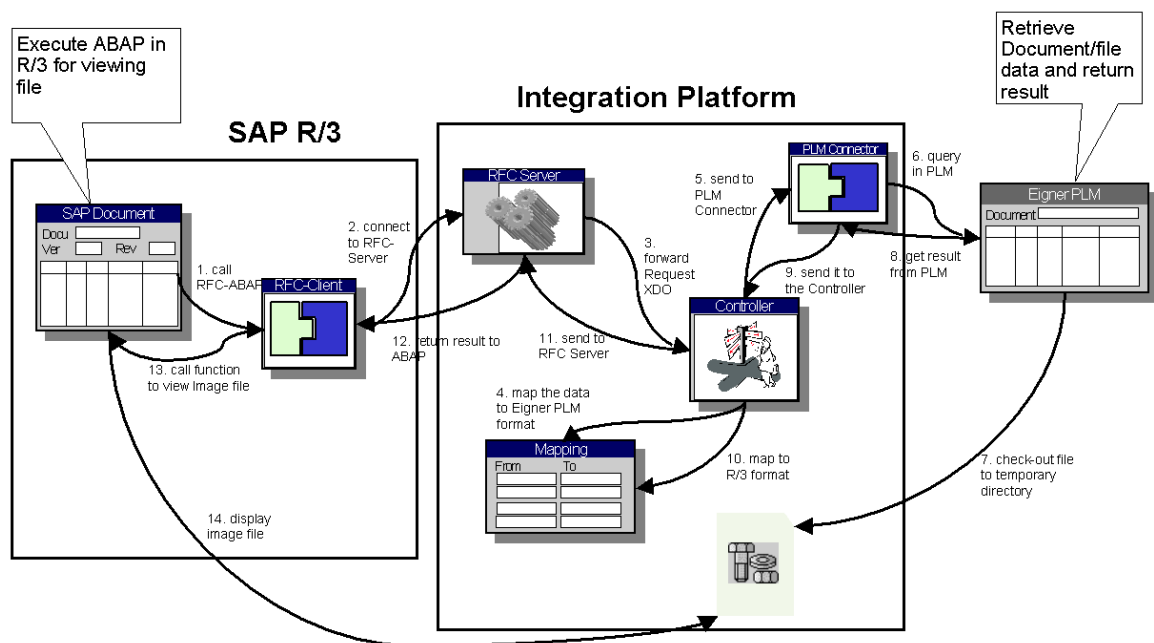 Execute ABAP in
R/3 for viewing
file
Retrieve
Document/file
data and return
result
Integration Platform
SAP R/3
PLM Connector
6. query
in PLM
5. send to
PLM
Connector
RFC Server
Eigner PLM
Document
SAP Document
Docu
Ver
Rev
2. connect
to RFC-
Server
3.
forward
Request
XDO
8. get result
from PLM
9. send it to
the Controller
1. call
RFC-ABAP
RFC-Client
Controller
12. return result to
ABAP
11. send to
RFC Server
13. call function
to view Image file
4. map the data
to Eigner PLM
format
Mapping
From
To
10. map to
R/3 format
7. check-out file
to temporary
directory
14. display
image file